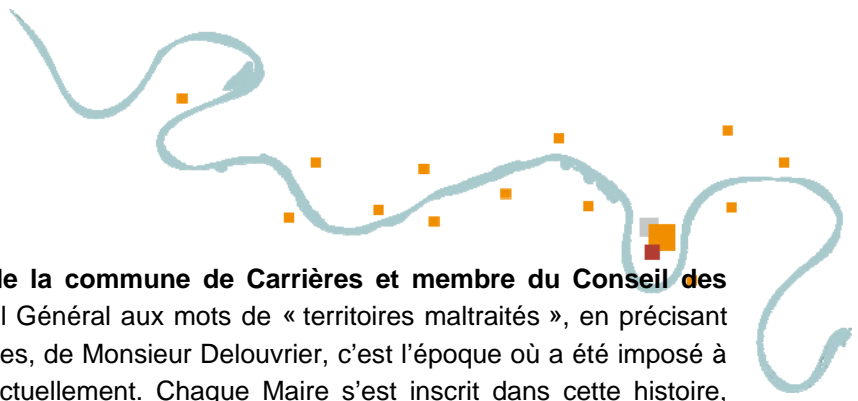 de la commune de Carrières et membre du Conseil des
l Général aux mots de « territoires maltraités », en précisant
es, de Monsieur Delouvrier, c’est l’époque où a été imposé à
ctuellement. Chaque Maire s’est inscrit dans cette histoire,